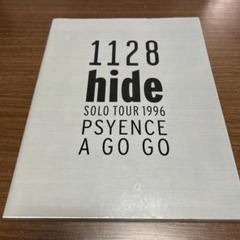 1128
hide
SOLO TOUR 1996
PSYENCE
A GO GO